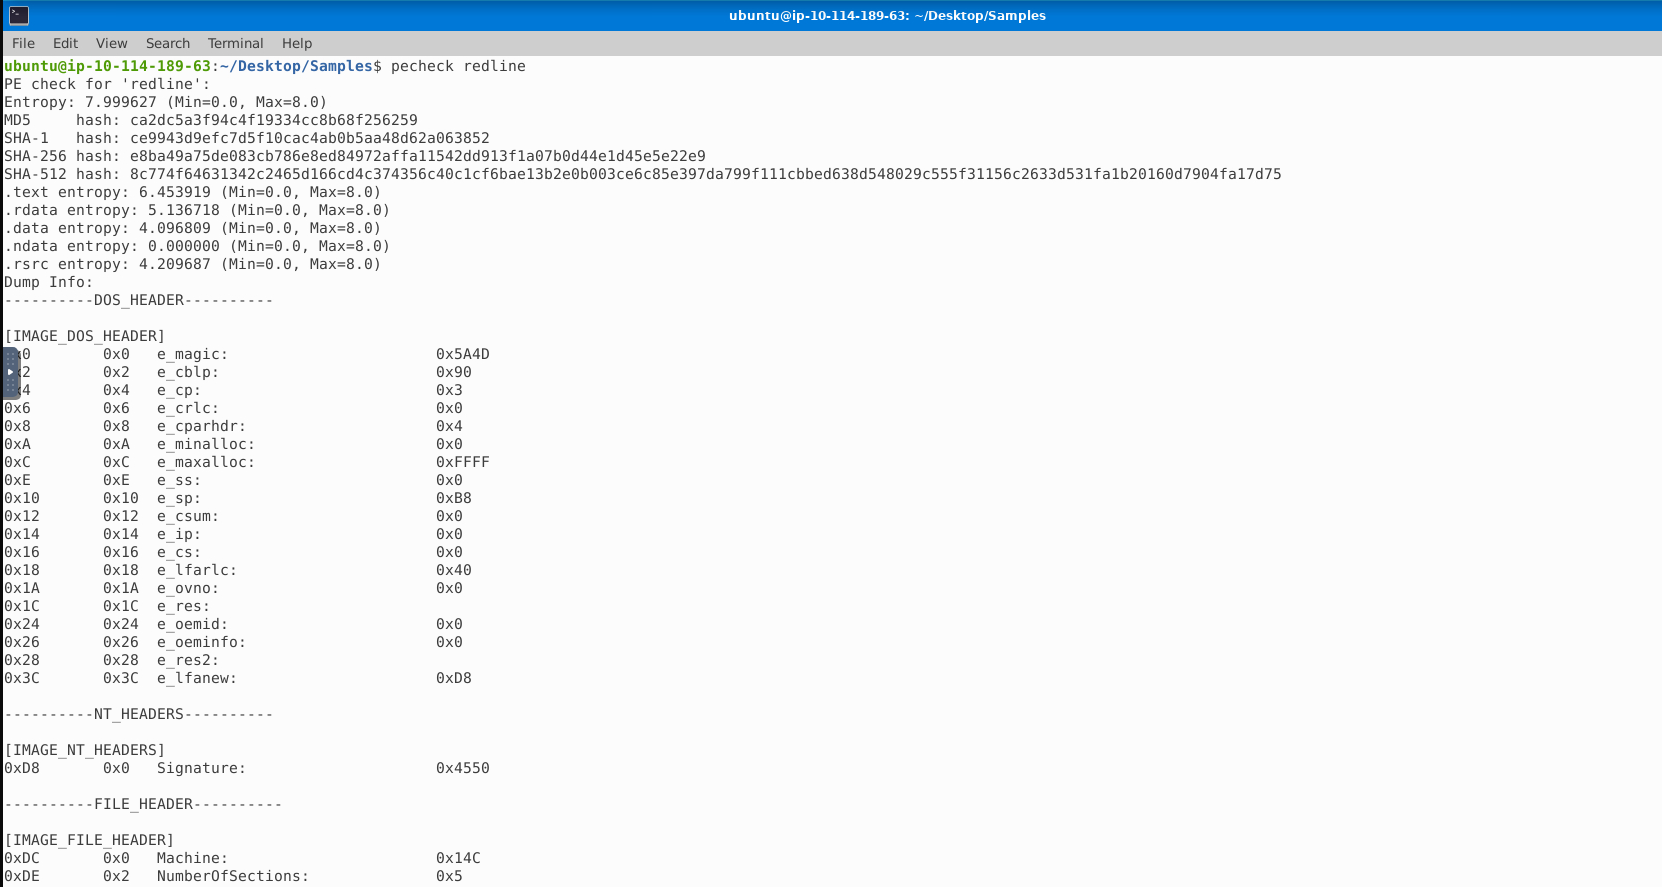 ubuntu@ip-10-114-189-63: ~/Desktop/Samples
File Edit View Search Terminal Help
ubuntu@ip-10-114-189-63:~/Desktop/Samples$ pecheck redline
PE check for 'redline':
Entropy: 7.999627 (Min=0.0, Max=8.0)
MD5     hash: ca2dc5a3f94c4f19334cc8b68f256259
SHA-1   hash: ce9943d9efc7d5f10cac4ab0b5aa48d62a063852
SHA-256 hash: e8ba49a75de083cb786e8ed84972affa11542dd913f1a07b0d44e1d45e5e22e9
SHA-512 hash: 8c774f64631342c2465d166cd4c374356c40c1cf6bae13b2e0b003ce6c85e397da799f111cbbed638d548029c555f31156c2633d531fa1b20160d7904fa17d75
.text entropy: 6.453919 (Min=0.0, Max=8.0)
.rdata entropy: 5.136718 (Min=0.0, Max=8.0)
.data entropy: 4.096809 (Min=0.0, Max=8.0)
.ndata entropy: 0.000000 (Min=0.0, Max=8.0)
.rsrc entropy: 4.209687 (Min=0.0, Max=8.0)
Dump Info:
----------DOS_HEADER----------
[IMAGE_DOS_HEADER]
0 0x0 e_magic: 0x5A4D
2 0x2 e_cblp: 0x90
4 0x4 e_cp: 0x3
0x6 0x6 e_crlc: 0x0
0x8 0x8 e_cparhdr: 0x4
0xA 0xA e_minalloc: 0x0
0xC 0xC e_maxalloc: 0xFFFF
0xE 0xE e_ss: 0x0
0x10 0x10 e_sp: 0xB8
0x12 0x12 e_csum: 0x0
0x14 0x14 e_ip: 0x0
0x16 0x16 e_cs: 0x0
0x18 0x18 e_lfarlc: 0x40
0x1A 0x1A e_ovno: 0x0
0x1C 0x1C e_res:
0x24 0x24 e_oemid: 0x0
0x26 0x26 e_oeminfo: 0x0
0x28 0x28 e_res2:
0x3C 0x3C e_lfanew: 0xD8
----------NT_HEADERS----------
[IMAGE_NT_HEADERS]
0xD8 0x0 Signature: 0x4550
----------FILE_HEADER----------
[IMAGE_FILE_HEADER]
0xDC 0x0 Machine: 0x14C
0xDE 0x2 NumberOfSections: 0x5